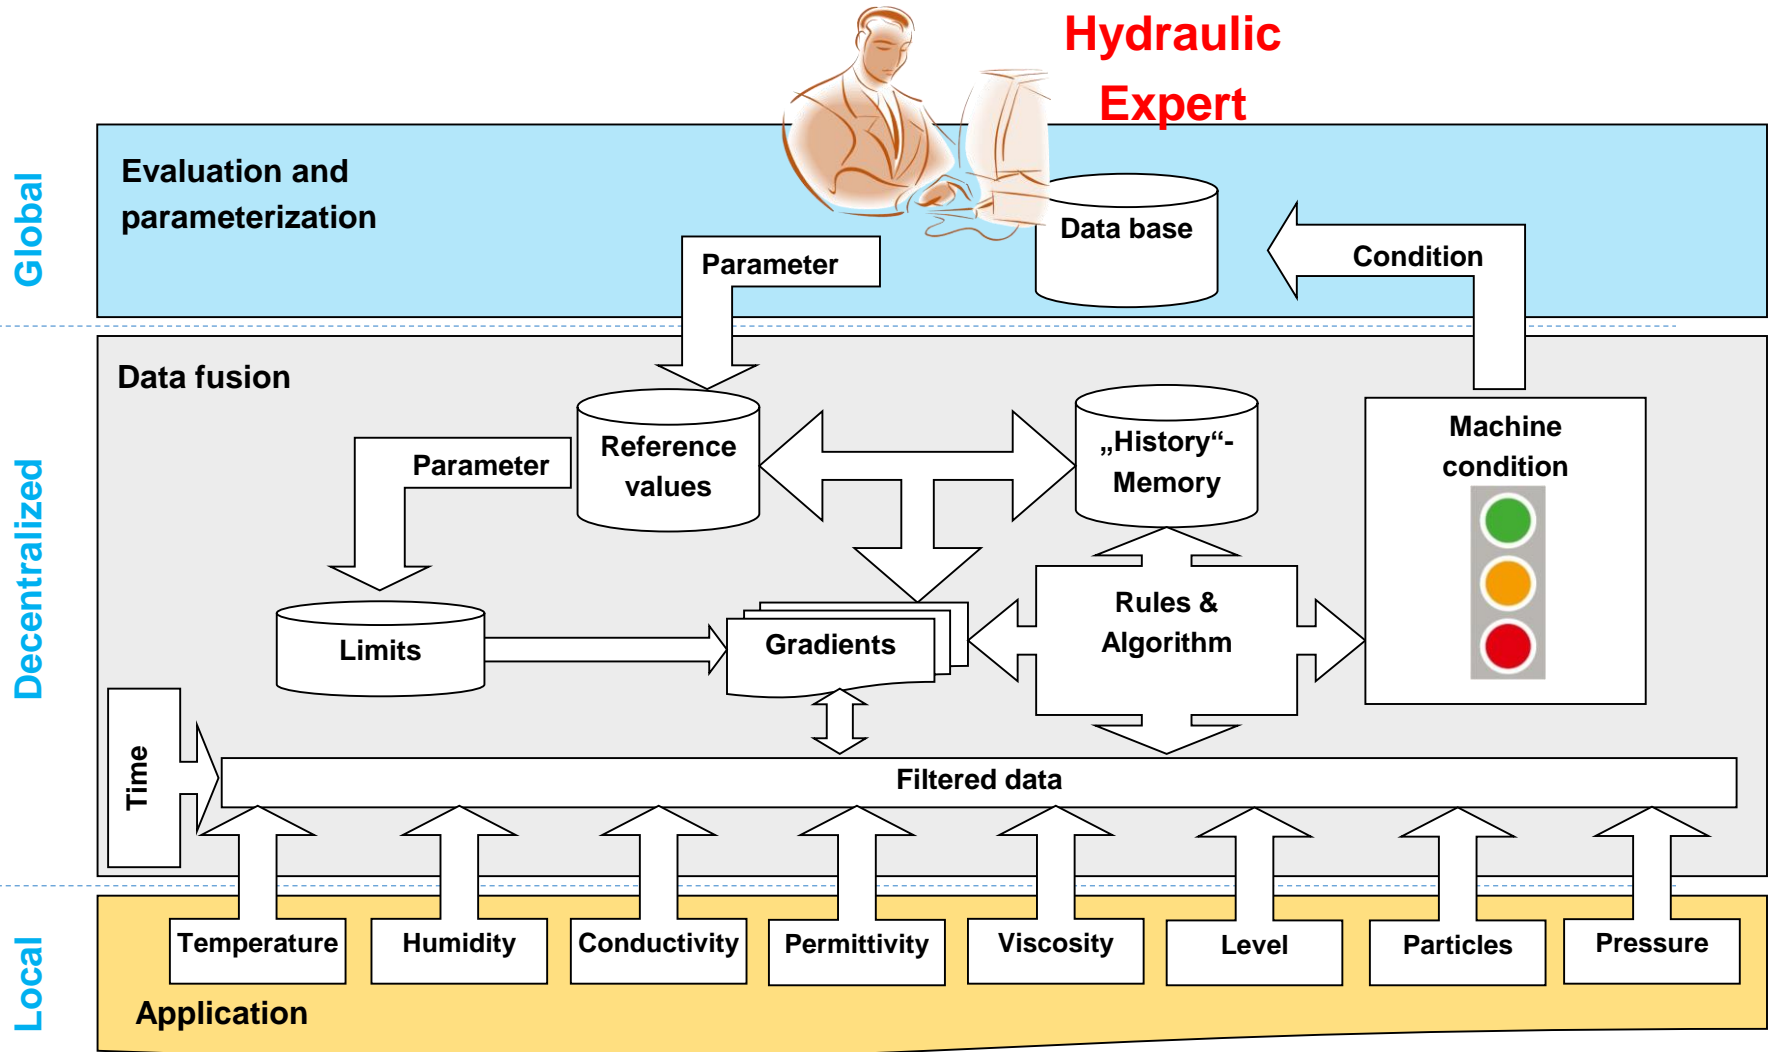 Hydraulic
Expert
Global
Evaluation and
parameterization
Data base
Parameter
Condition
Decentralized
Data fusion
Reference
values
„History“-
Memory
Machine
condition
Parameter
Limits
Gradients
Rules &
Algorithm
Time
Filtered data
Local
Temperature
Humidity
Conductivity
Permittivity
Viscosity
Level
Particles
Pressure
Application